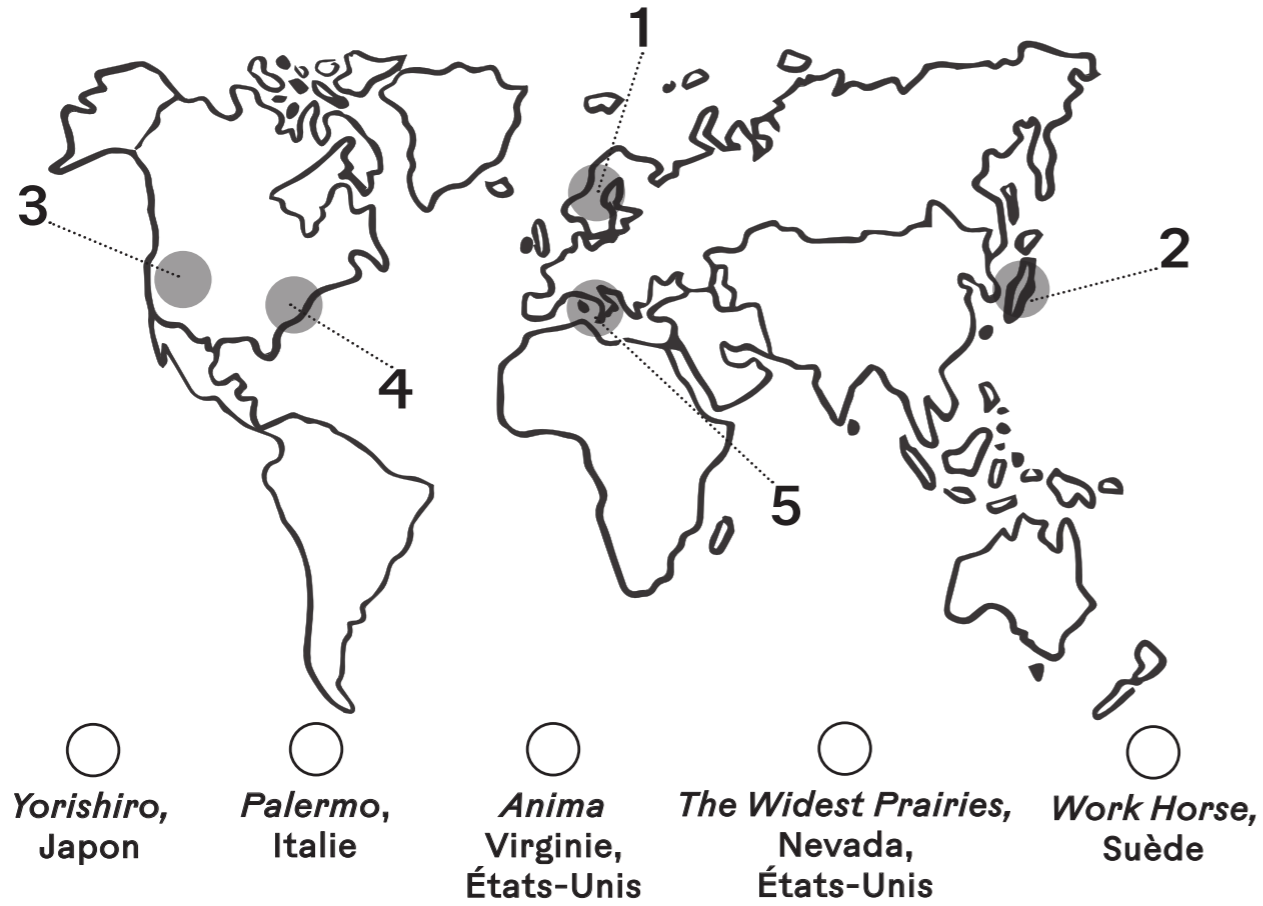 1
3
2
4
5
Yorishiro,
Japon
Palermo,
Italie
Anima
Virginie,
États-Unis
The Widest Prairies,
Nevada,
États-Unis
Work Horse,
Suède